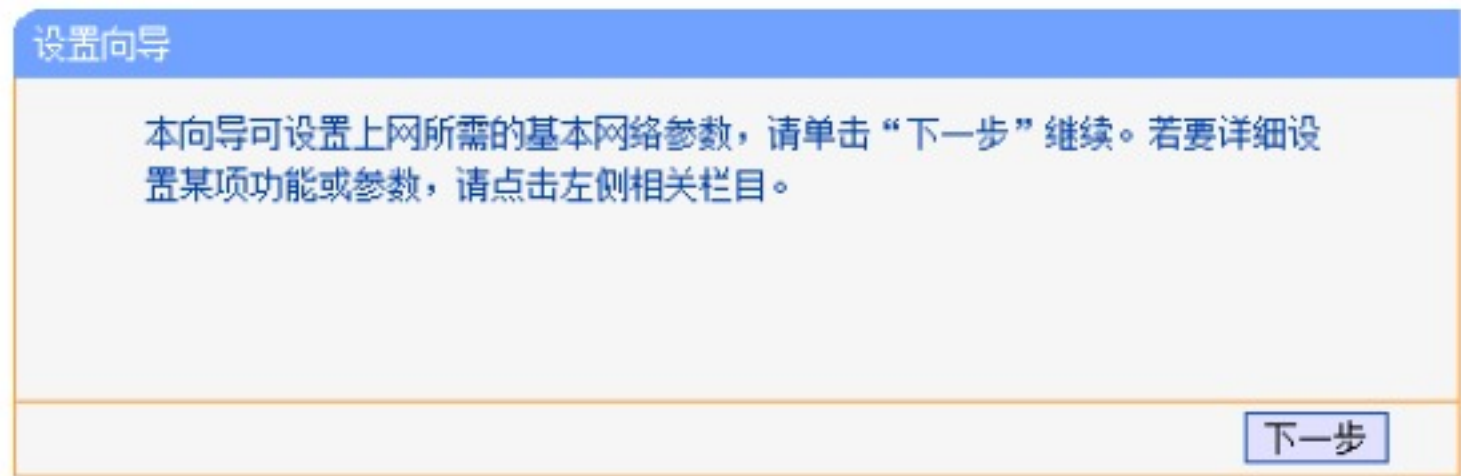 设置向导
本向导可设置上网所需的基本网络参数，请单击“下一步”继续。若要详细设
置某项功能或参数，请点击左侧相关栏目。
下一步